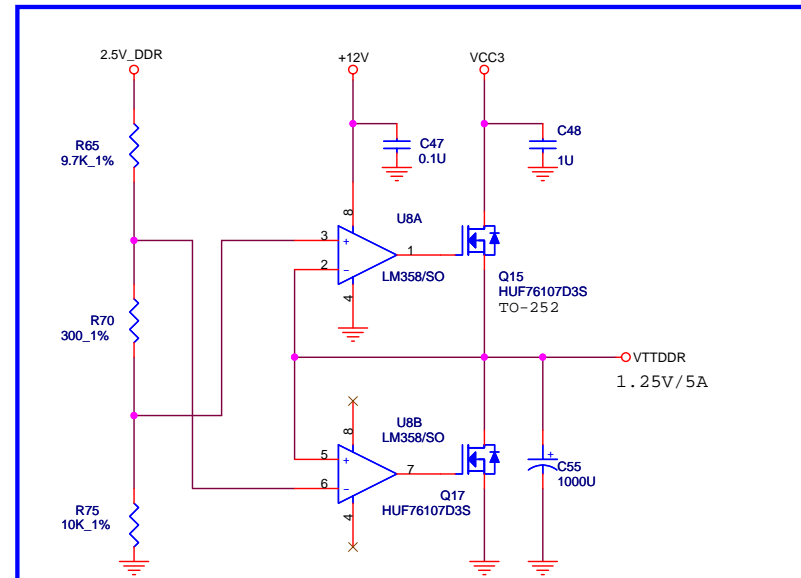 2.5V_DDR
+12V
VCC3
R65
9.7K_1%
C47
0.1U
C48
1U
8
U8A
3
+
1
2
−
LM358/SO
4
Q15
HUF76107D3S
TO-252
R70
300_1%
VTTDDR
1.25V/5A
U8B
LM358/SO
8
5
+
7
6
−
4
Q17
HUF76107D3S
+
C55
1000U
R75
10K_1%